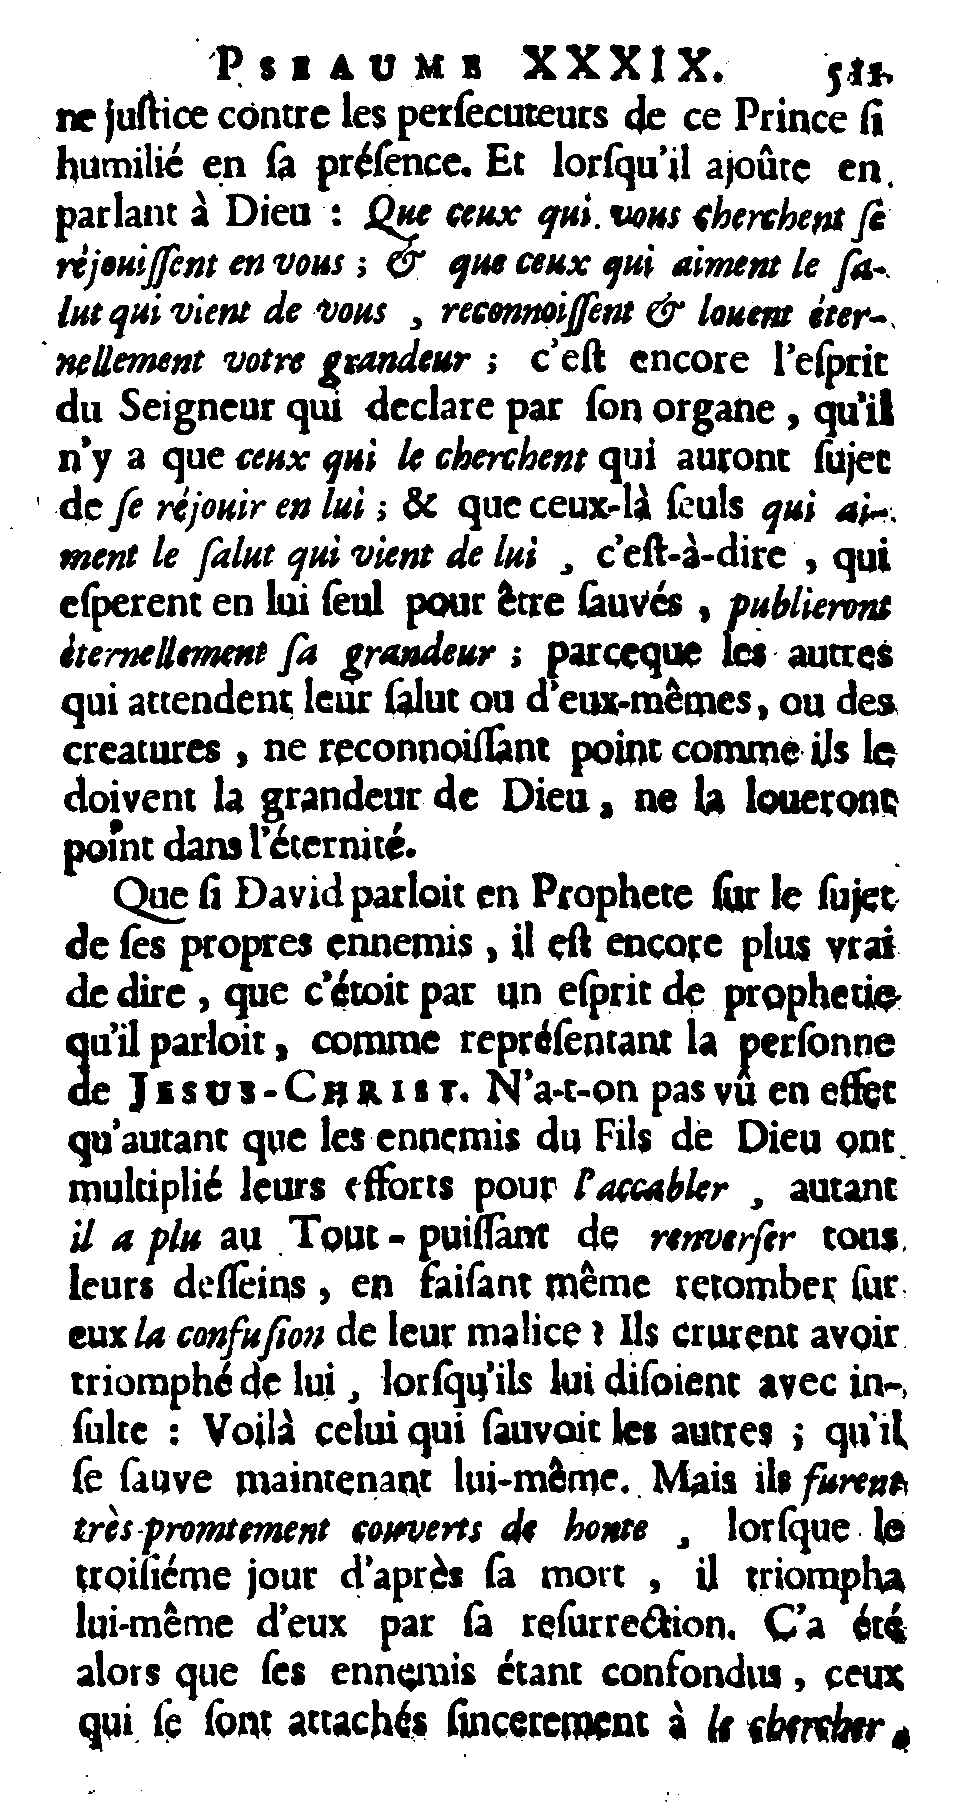 PSEAUME XXXIX. 511
ne juſtice contre les perſecuteurs de ce Prince ſi
humilié en ſa préſence. Et lorſqu'il ajoûte en
parlant à Dieu : Que ceux qui vous cherchent ſe
réjouiſſent en vous ; & que ceux qui aiment le ſa-
lut qui vient de vous , reconnoiſſent & louent éter-
nellement votre grandeur ; c'eſt encore l'eſprit
du Seigneur qui declare par ſon organe , qu'il
n'y a que ceux qui le cherchent qui auront ſujet
de ſe réjouir en lui ; & que ceux-là ſeuls qui ai-
ment le ſalut qui vient de lui , c'eſt-à-dire , qui
eſperent en lui ſeul pour être ſauvés , publieront
éternellement ſa grandeur ; parceque les autres
qui attendent leur ſalut ou d'eux-mêmes, ou des
creatures , ne reconnoiſſant point comme ils le
doivent la grandeur de Dieu , ne la loueront
point dans l'éternité.
Que ſi David parloit en Prophete ſur le ſujet
de ſes propres ennemis , il eſt encore plus vrai
de dire , que c'étoit par un eſprit de prophetie
qu'il parloit , comme repréſentant la perſonne
de JESUS-CHRIST. N'a-t-on pas vû en effet
qu'autant que les ennemis du Fils de Dieu ont
multiplié leurs efforts pour l'accabler , autant
il a plu au Tout-puiſſant de renverſer tous
leurs deſſeins , en faiſant même retomber ſur
eux la confuſion de leur malice ? Ils crurent avoir
triomphé de lui , lorſqu'ils lui diſoient avec in-
ſulte : Voilà celui qui ſauvoit les autres ; qu'il
ſe ſauve maintenant lui-même. Mais ils furent
très-promtement couverts de honte , lorſque le
troiſiéme jour d'après ſa mort , il triompha
lui-même d'eux par ſa reſurrection. C'a été
alors que ſes ennemis étant confondus , ceux
qui ſe ſont attachés ſincerement à le chercher ,